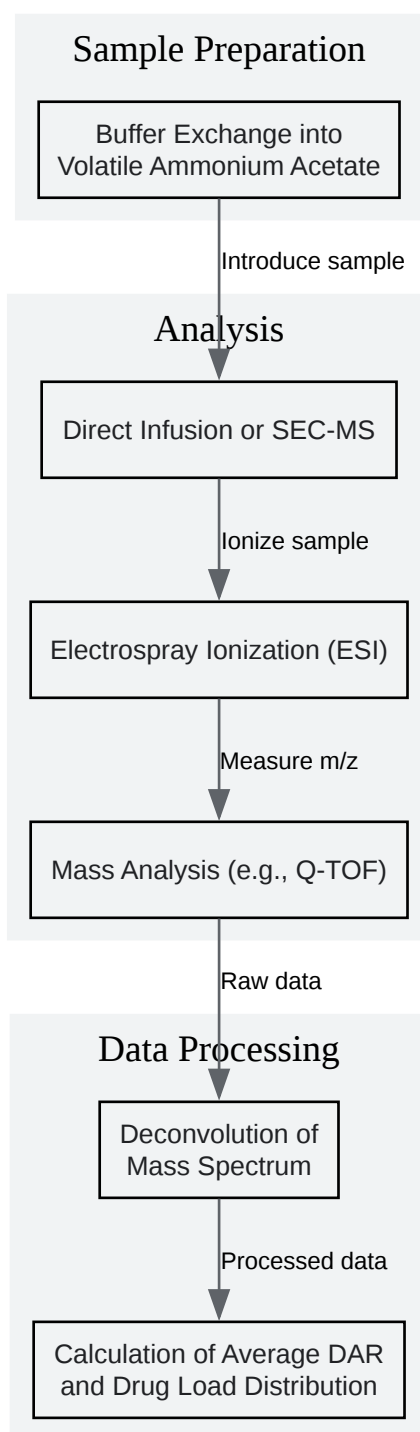 Sample Preparation
Buffer Exchange into
Volatile Ammonium Acetate
Introduce sample
Analysis
Direct Infusion or SEC-MS
Ionize sample
Electrospray Ionization (ESI)
Measure m/z
Mass Analysis (e.g., Q-TOF)
Raw data
Data Processing
Deconvolution of
Mass Spectrum
Processed data
Calculation of Average DAR
and Drug Load Distribution